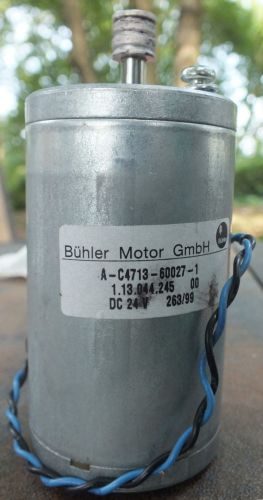 Bühler Motor GmbH
A-C4713-60027-1
1.13.044.245 00
DC 24 V 263/99